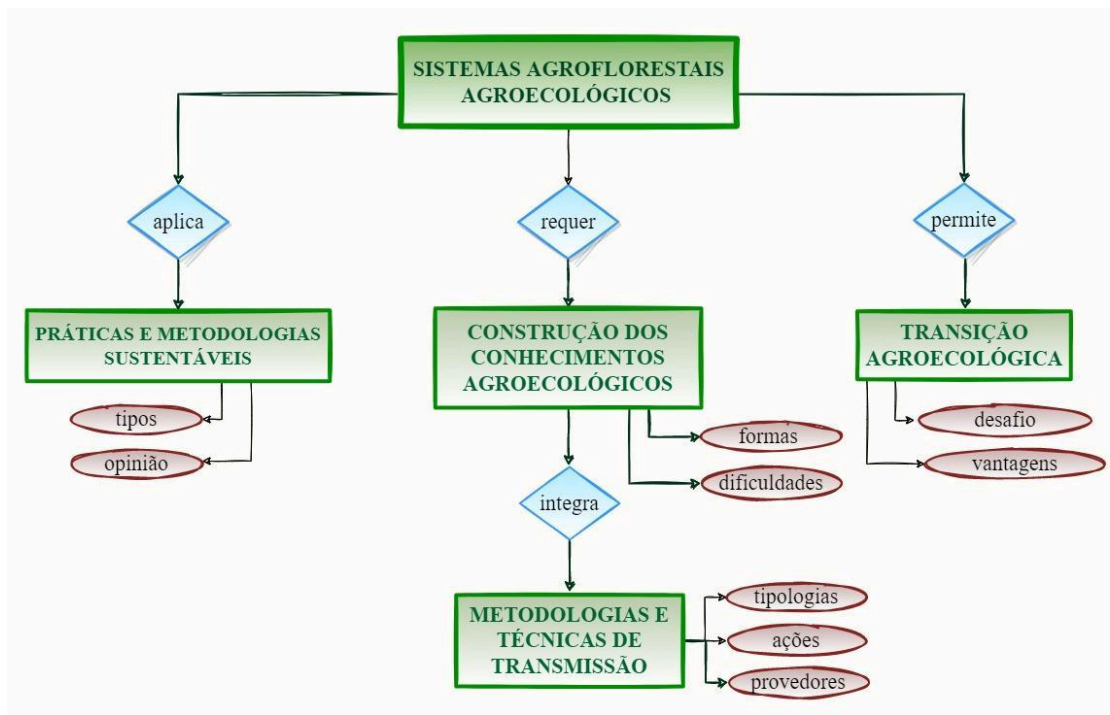 SISTEMAS AGROFLORESTAIS
AGROECOLÓGICOS
aplica
requer
permite
PRÁTICAS E METODOLOGIAS
SUSTENTÁVEIS
tipos
opinião
CONSTRUÇÃO DOS
CONHECIMENTOS
AGROECOLÓGICOS
formas
dificuldades
TRANSIÇÃO
AGROECOLÓGICA
desafio
vantagens
integra
METODOLOGIAS E
TÉCNICAS DE
TRANSMISSÃO
tipologias
ações
provedores